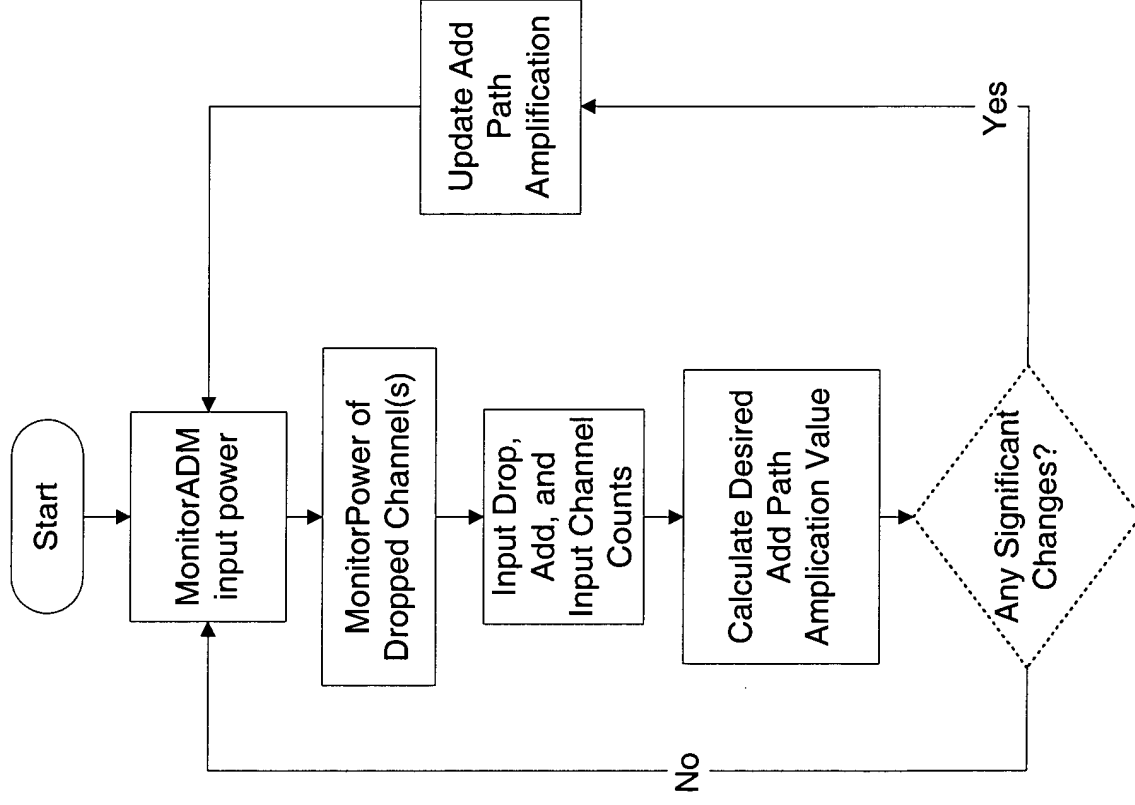 Start
MonitorADM
input power
MonitorPower of
Dropped Channel(s)
Input Drop,
Add, and
Input Channel
Counts
Calculate Desired
Add Path
Amplication Value
Any Significant
Changes?
No
Yes
Update Add
Path
Amplification